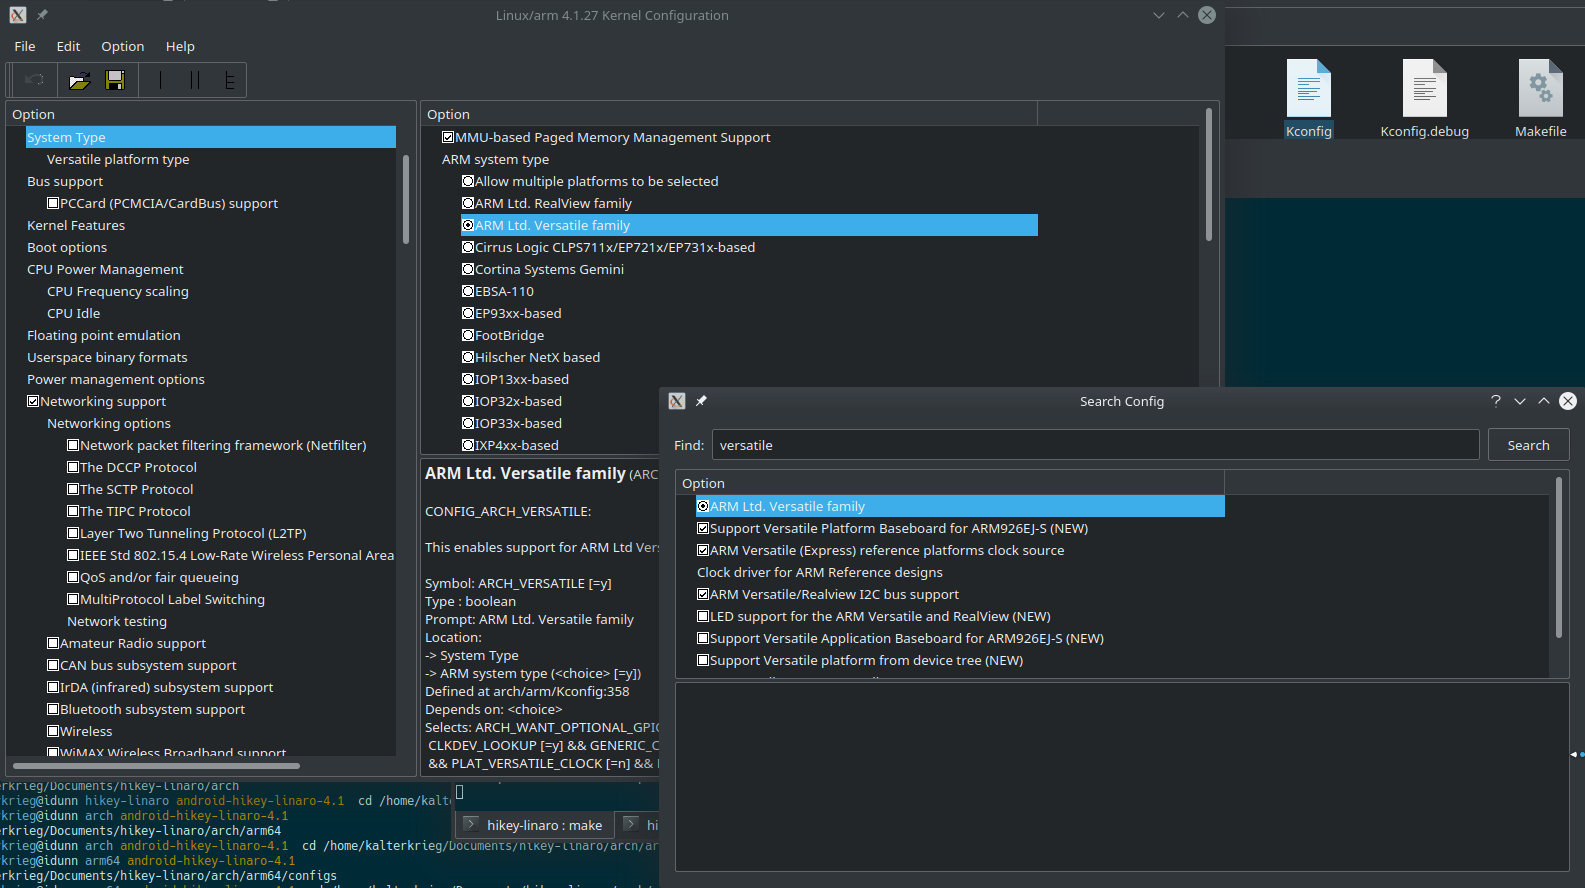 Linux/arm 4.1.27 Kernel Configuration
File Edit Option Help
Option
System Type
Versatile platform type
Bus support
PCCard (PCMCIA/CardBus) support
Kernel Features
Boot options
CPU Power Management
CPU Frequency scaling
CPU Idle
Floating point emulation
Userspace binary formats
Power management options
Networking support
Networking options
Network packet filtering framework (Netfilter)
The DCCP Protocol
The SCTP Protocol
The TIPC Protocol
Layer Two Tunneling Protocol (L2TP)
IEEE Std 802.15.4 Low-Rate Wireless Personal Area
QoS and/or fair queueing
MultiProtocol Label Switching
Network testing
Amateur Radio support
CAN bus subsystem support
IrDA (infrared) subsystem support
Bluetooth subsystem support
Wireless
WiMAX Wireless Broadband support
Option
MMU-based Paged Memory Management Support
ARM system type
Allow multiple platforms to be selected
ARM Ltd. RealView family
ARM Ltd. Versatile family
Cirrus Logic CLPS711x/EP721x/EP731x-based
Cortina Systems Gemini
EBSA-110
EP93xx-based
FootBridge
Hilscher NetX based
IOP13xx-based
IOP32x-based
IOP33x-based
IXP4xx-based
ARM Ltd. Versatile family (ARC
CONFIG_ARCH_VERSATILE:
This enables support for ARM Ltd Vers
Symbol: ARCH_VERSATILE [=y]
Type : boolean
Prompt: ARM Ltd. Versatile family
Location:
-> System Type
-> ARM system type (<choice> [=y])
Defined at arch/arm/Kconfig:358
Depends on: <choice>
Selects: ARCH_WANT_OPTIONAL_GPIO
CLKDEV_LOOKUP [=y] && GENERIC_C
&& PLAT_VERSATILE_CLOCK [=n] &&
Kconfig
Kconfig.debug
Makefile
Search Config
Find: versatile Search
Option
ARM Ltd. Versatile family
Support Versatile Platform Baseboard for ARM926EJ-S (NEW)
ARM Versatile (Express) reference platforms clock source
Clock driver for ARM Reference designs
ARM Versatile/Realview I2C bus support
LED support for the ARM Versatile and RealView (NEW)
Support Versatile Application Baseboard for ARM926EJ-S (NEW)
Support Versatile platform from device tree (NEW)
erkrieg/Documents/hikey-linaro/arch
rkrieg@idunn hikey-linaro android-hikey-linaro-4.1 cd /home/kalte
rkrieg@idunn arch android-hikey-linaro-4.1
erkrieg/Documents/hikey-linaro/arch/arm64
rkrieg@idunn arch android-hikey-linaro-4.1 cd /home/kalterkrieg/Documents/hikey-linaro/arch/ar
rkrieg@idunn arm64 android-hikey-linaro-4.1
erkrieg/Documents/hikey-linaro/arch/arm64/configs
hikey-linaro : make
hi